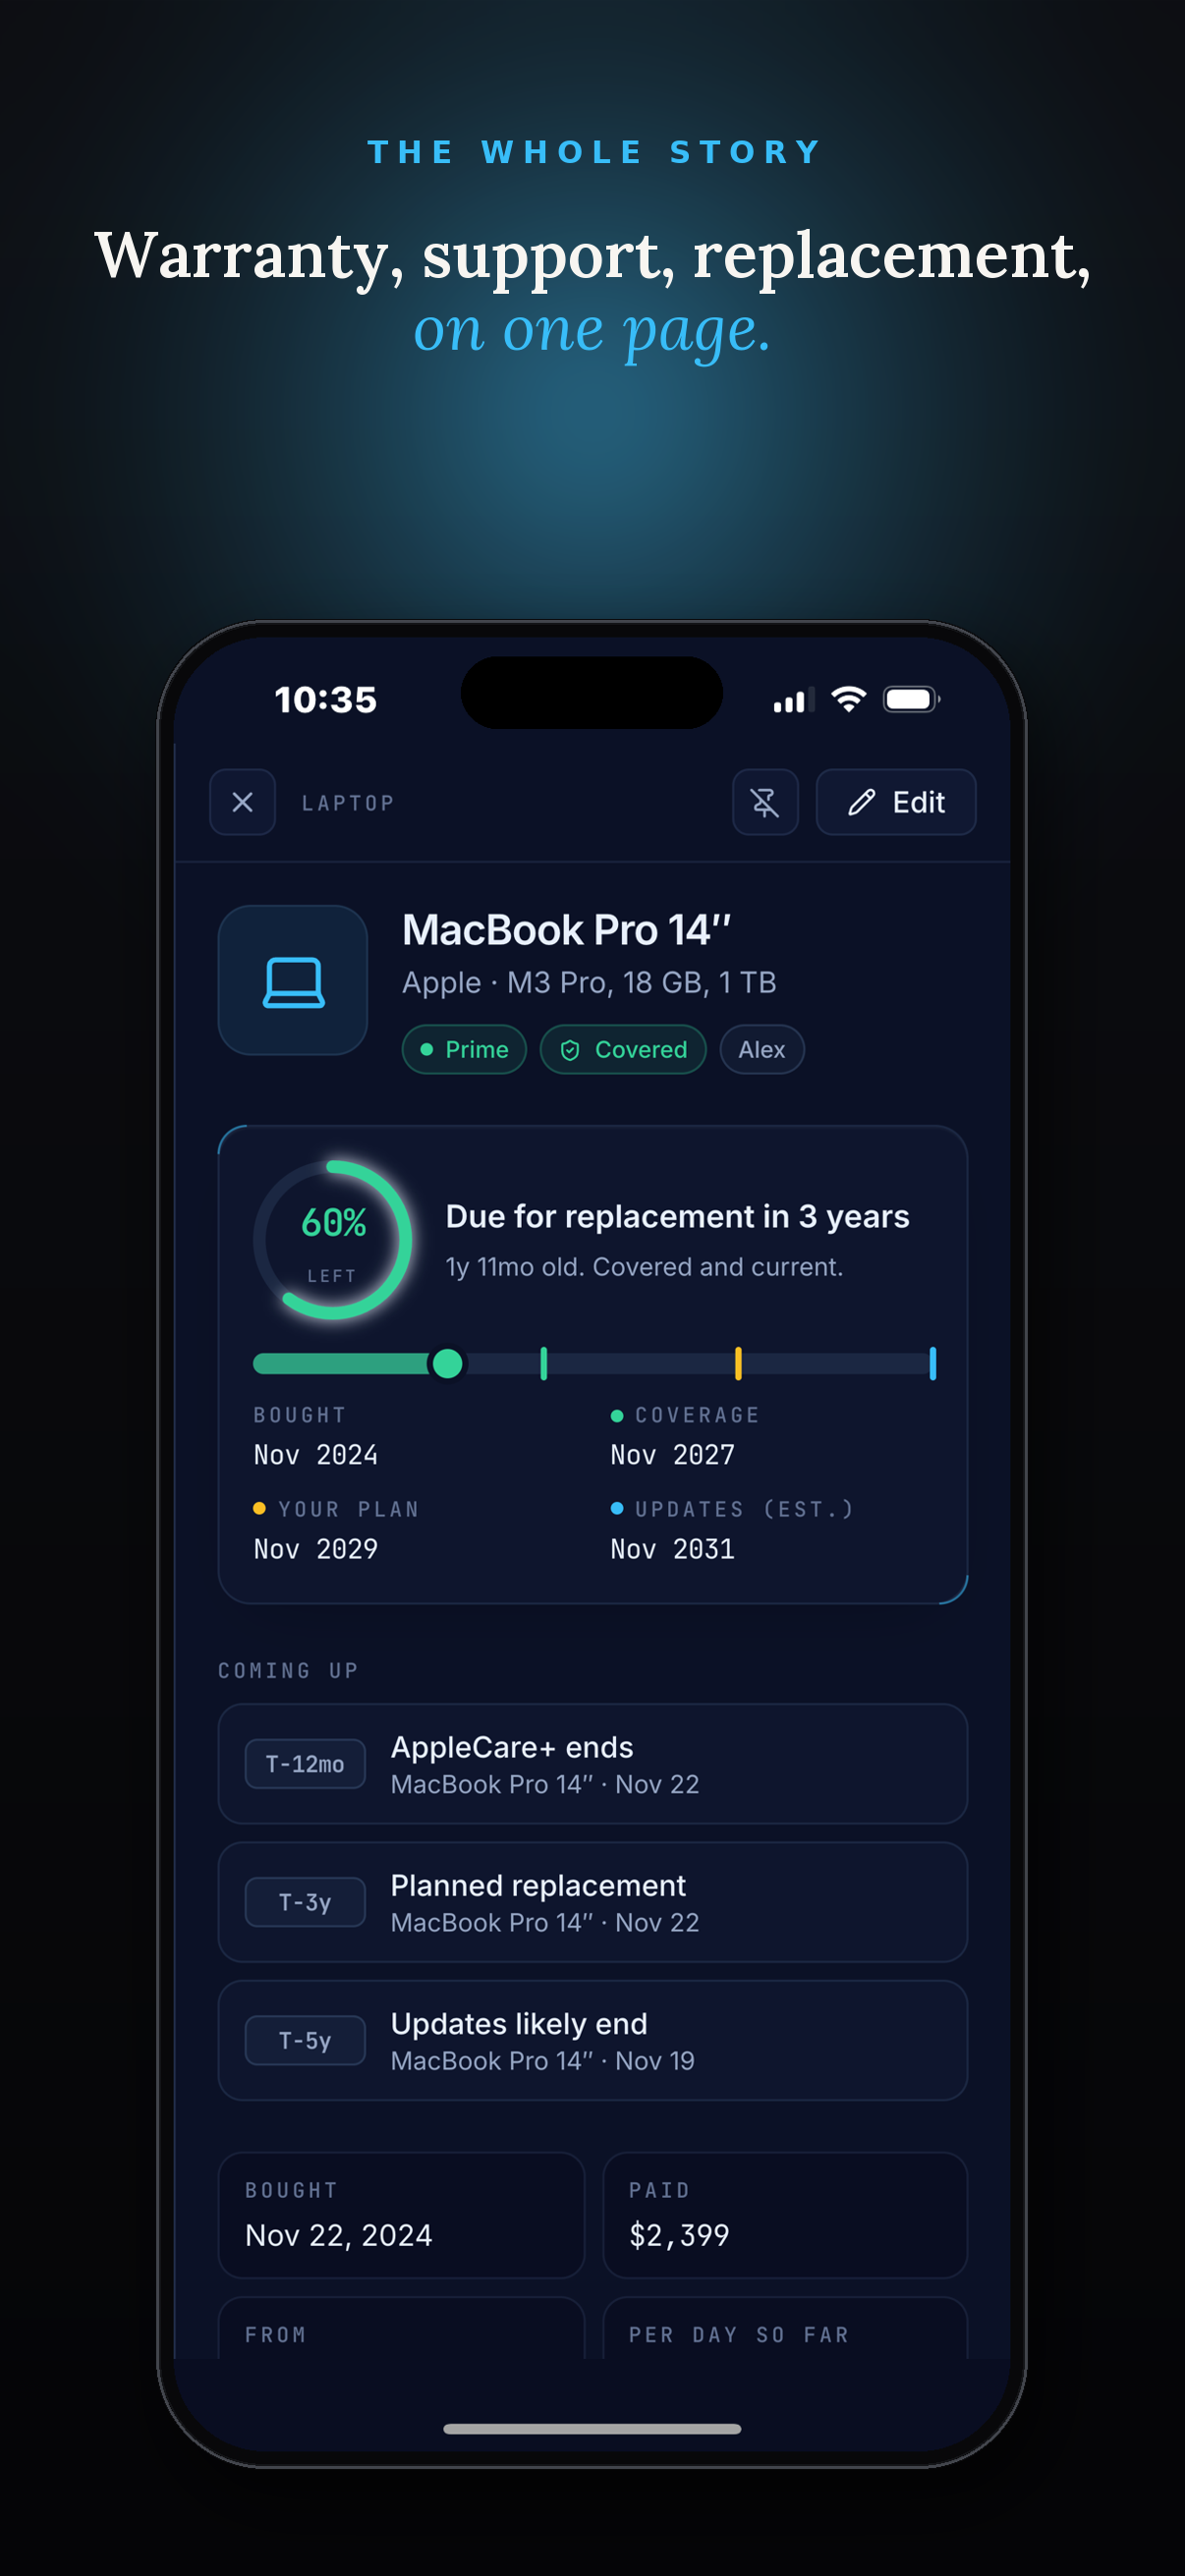 THE WHOLE STORY
Warranty, support, replacement,
on one page.
10:35
LAPTOP
Edit
MacBook Pro 14″
Apple · M3 Pro, 18 GB, 1 TB
Prime
Covered
Alex
60%
LEFT
Due for replacement in 3 years
1y 11mo old. Covered and current.
BOUGHT
Nov 2024
COVERAGE
Nov 2027
YOUR PLAN
Nov 2029
UPDATES (EST.)
Nov 2031
COMING UP
T-12mo
AppleCare+ ends
MacBook Pro 14″ · Nov 22
T-3y
Planned replacement
MacBook Pro 14″ · Nov 22
T-5y
Updates likely end
MacBook Pro 14″ · Nov 19
BOUGHT
Nov 22, 2024
PAID
$2,399
FROM
PER DAY SO FAR